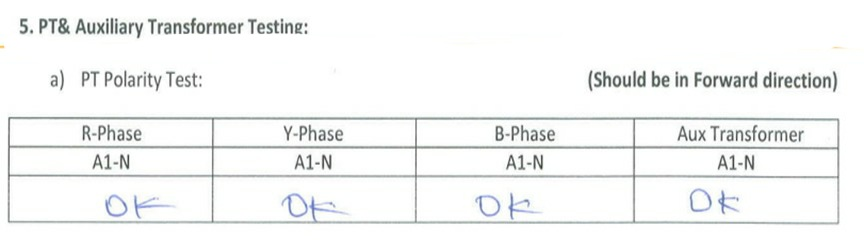 5. PT& Auxiliary Transformer Testing:
a) PT Polarity Test: (Should be in Forward direction)
R-Phase Y-Phase B-Phase Aux Transformer
A1-N A1-N A1-N A1-N
OK OK OK OK